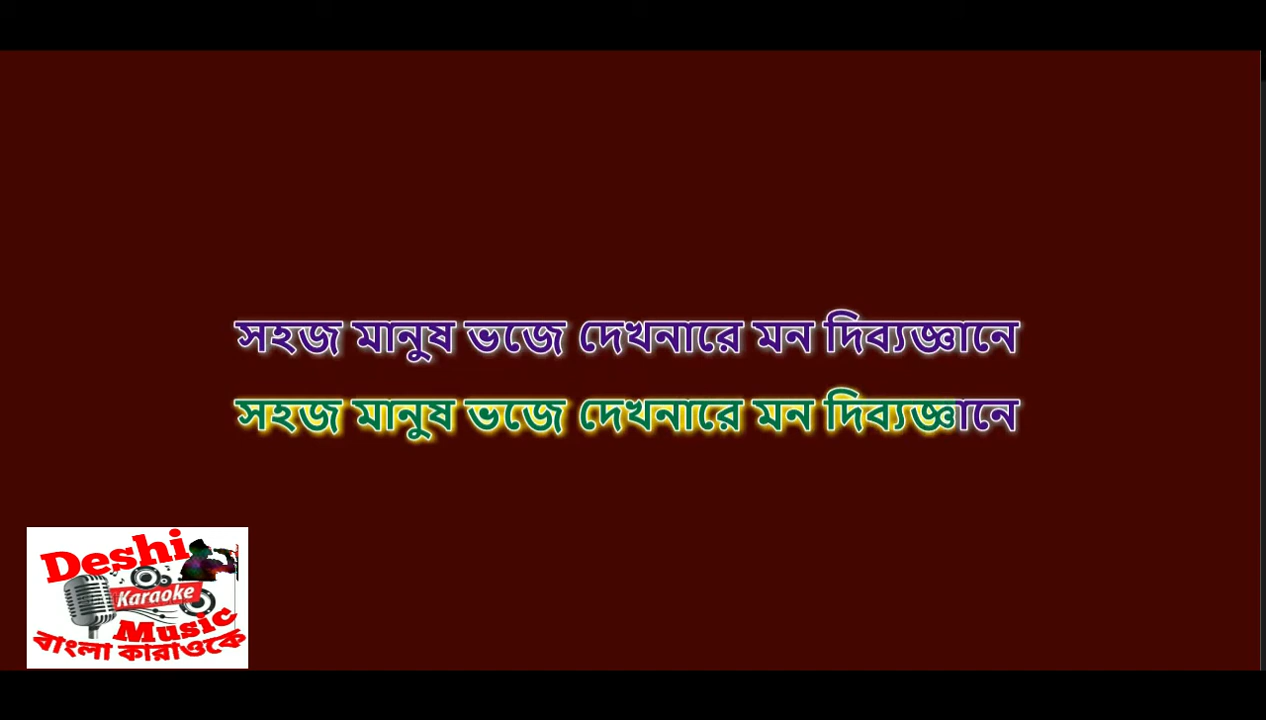 সহজ মানুষ ভজে দেখনারে মন দিব্যজ্ঞানে
সহজ মানুষ ভজে দেখনারে মন দিব্যজ্ঞানে
Deshi
Karaoke
Music
বাংলা কারাওকে